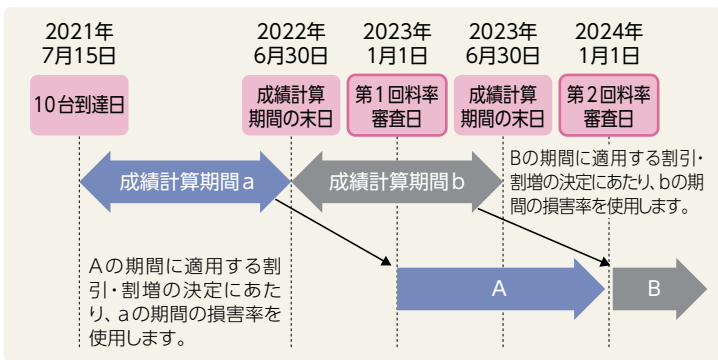 2021年
7月15日
2022年
6月30日
2023年
1月1日
2023年
6月30日
2024年
1月1日
10台到達日
成績計算
期間の末日
第1回料率
審査日
成績計算
期間の末日
第2回料率
審査日
成績計算期間a
成績計算期間b
Bの期間に適用する割引・
割増の決定にあたり、bの期
間の損害率を使用します。
Aの期間に適用する割
引・割増の決定にあた
り、aの期間の損害率を
使用します。
A
B